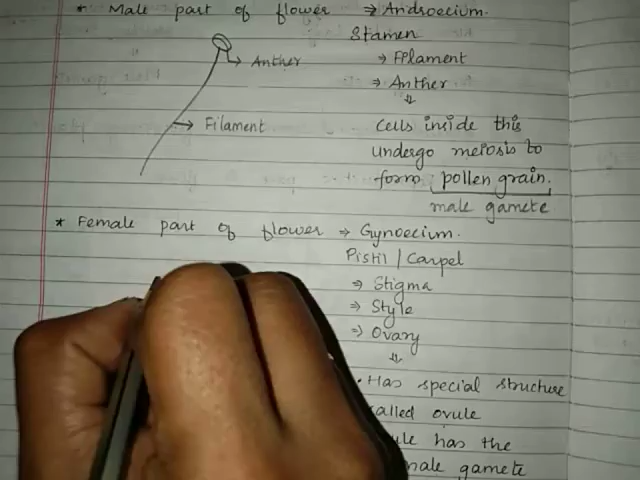 * Male part of flower → Androecium.
Stamen
→ Filament
→ Anther
⇓
Cells inside this
undergo meiosis to
form pollen grain.
male gamete
Anther
Filament
* Female part of flower → Gynoecium.
Pistil / Carpel
⇒ Stigma
⇒ Style
⇒ Ovary
⇓
• Has special structure
called ovule
has the
gamete